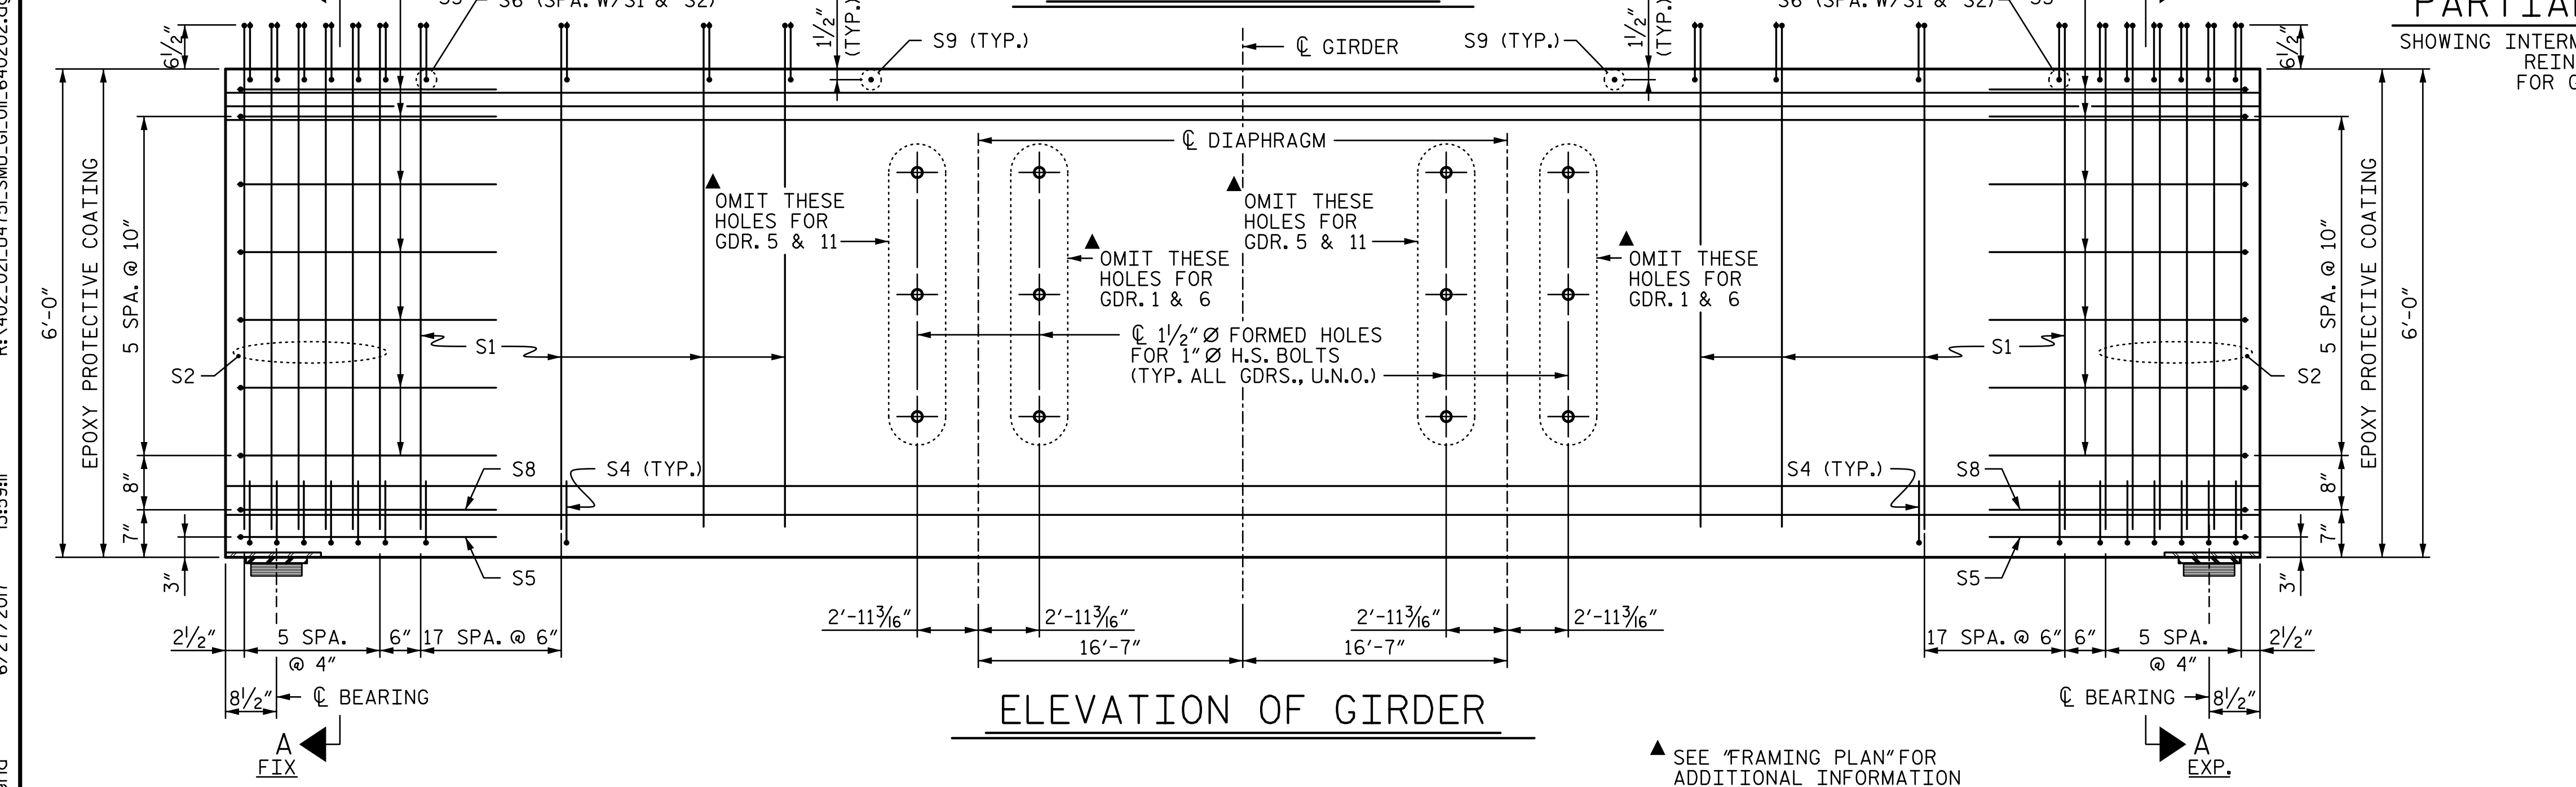 S6 (SPA. W/S1 & S2)
S6 (SPA. W/S1 & S2)
PARTIAL
SHOWING INTERM
REIN
FOR G
6½"
1½"
(TYP.)
S9 (TYP.)
℄ GIRDER
S9 (TYP.)
1½"
(TYP.)
6½"
℄ DIAPHRAGM
▲
OMIT THESE
HOLES FOR
GDR. 5 & 11
▲
OMIT THESE
HOLES FOR
GDR. 1 & 6
▲
OMIT THESE
HOLES FOR
GDR. 5 & 11
▲
OMIT THESE
HOLES FOR
GDR. 1 & 6
6'-0"
EPOXY PROTECTIVE COATING
5 SPA. @ 10"
8"
7"
3"
S1
S2
℄ 1½" Ø FORMED HOLES
FOR 1" Ø H.S. BOLTS
(TYP. ALL GDRS., U.N.O.)
S1
S2
5 SPA. @ 10"
EPOXY PROTECTIVE COATING
6'-0"
8"
7"
3"
S8
S4 (TYP.)
S4 (TYP.)
S8
S5
S5
2'-11³⁄₁₆"
2'-11³⁄₁₆"
2'-11³⁄₁₆"
2'-11³⁄₁₆"
16'-7"
16'-7"
2½"
5 SPA.
@ 4"
6"
17 SPA. @ 6"
17 SPA. @ 6"
6"
5 SPA.
@ 4"
2½"
8½"
℄ BEARING
℄ BEARING
8½"
ELEVATION OF GIRDER
A
FIX
A
EXP.
▲ SEE "FRAMING PLAN" FOR
ADDITIONAL INFORMATION